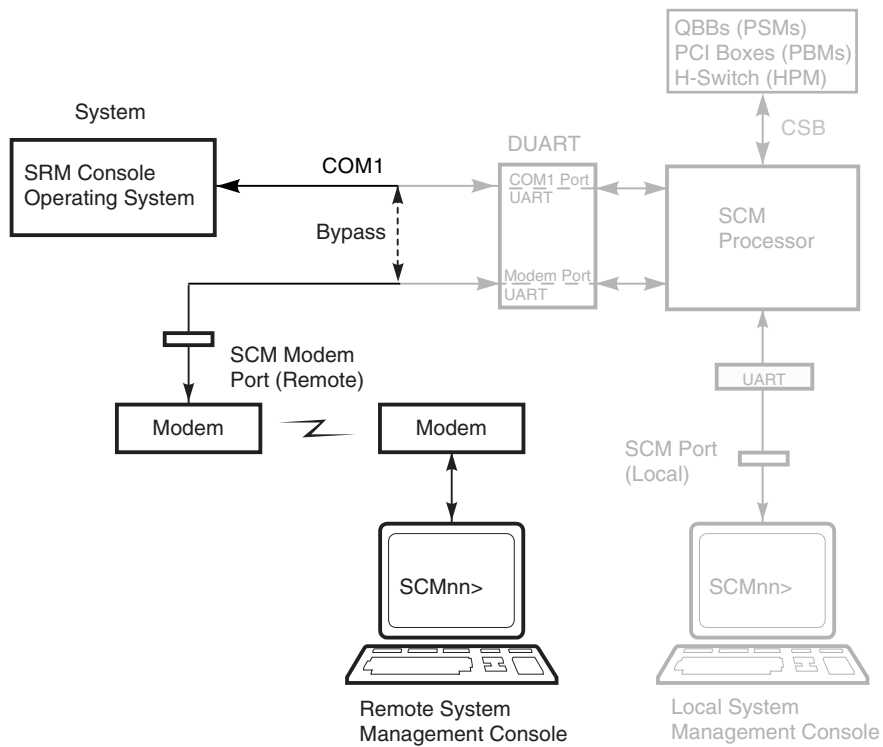 QBBs (PSMs)
PCI Boxes (PBMs)
H-Switch (HPM)
System
CSB
DUART
SRM Console
Operating System
COM1
COM1 Port
UART
SCM
Processor
Bypass
Modem Port
UART
SCM Modem
Port (Remote)
UART
Modem
Modem
SCM Port
(Local)
SCMnn>
SCMnn>
Remote System
Management Console
Local System
Management Console